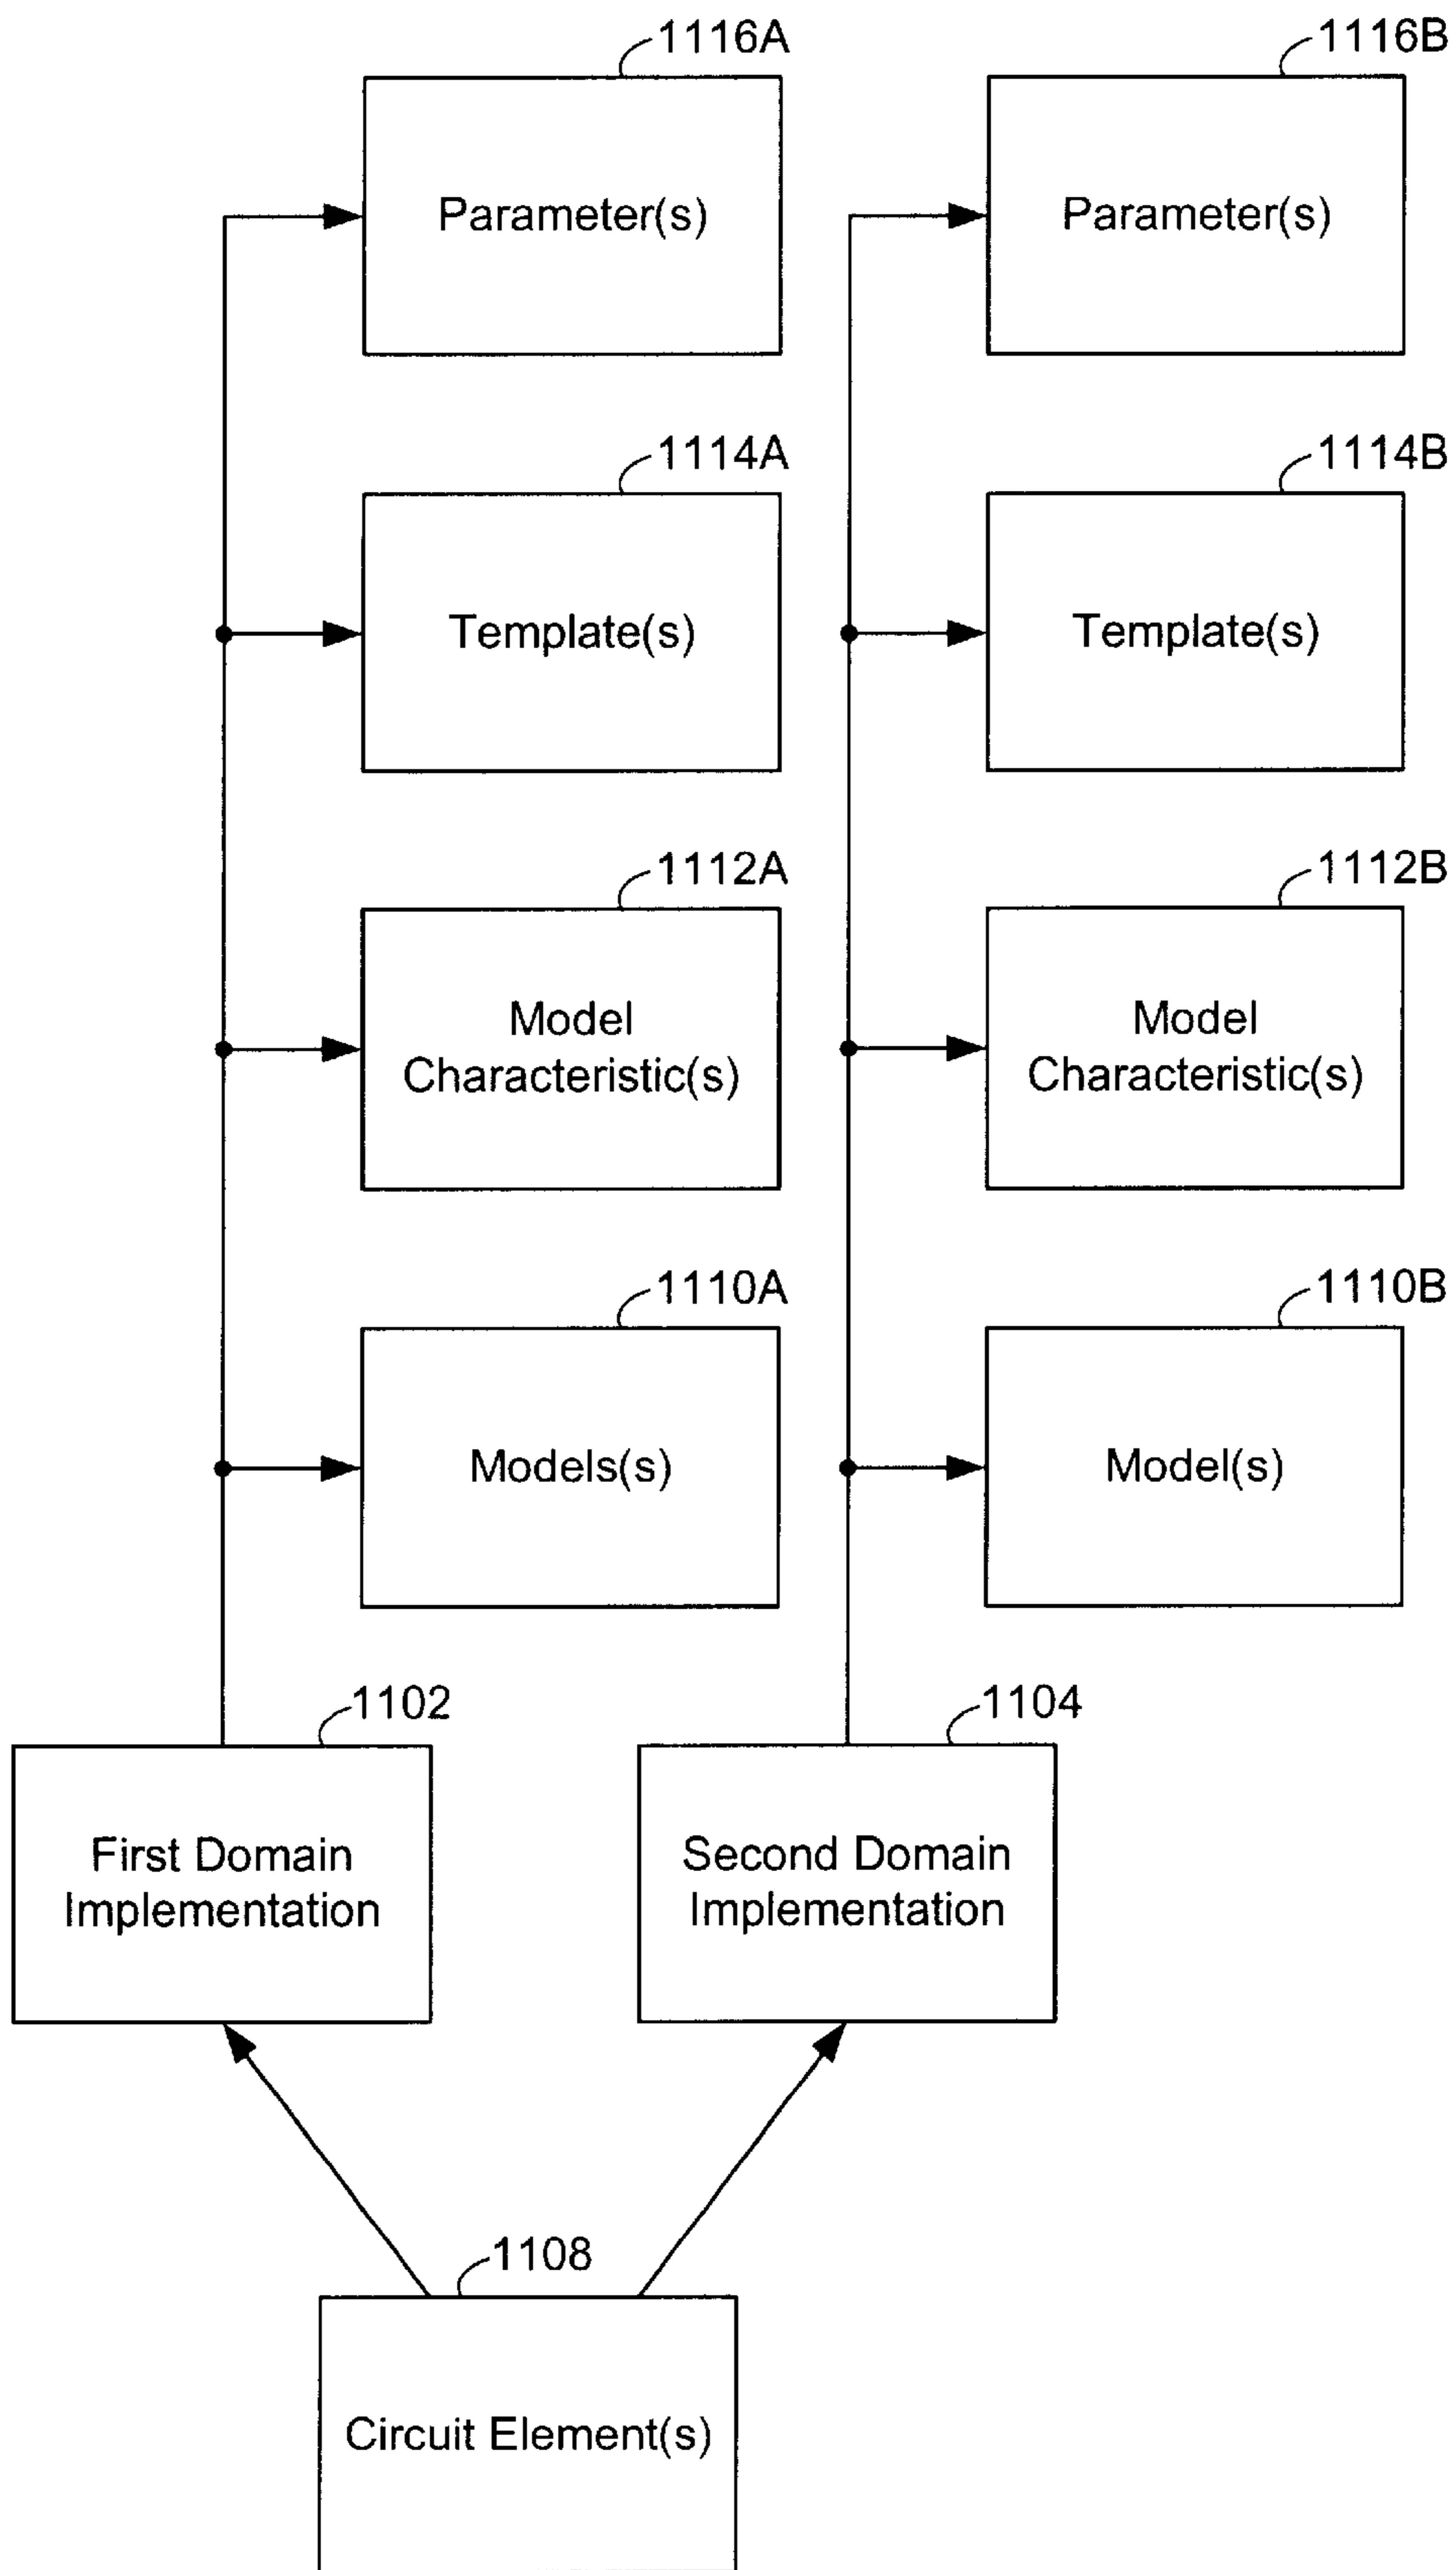 1116A
1116B
Parameter(s)
Parameter(s)
1114A
1114B
Template(s)
Template(s)
1112A
1112B
Model
Characteristic(s)
Model
Characteristic(s)
1110A
1110B
Models(s)
Model(s)
1102
1104
First Domain
Implementation
Second Domain
Implementation
1108
Circuit Element(s)